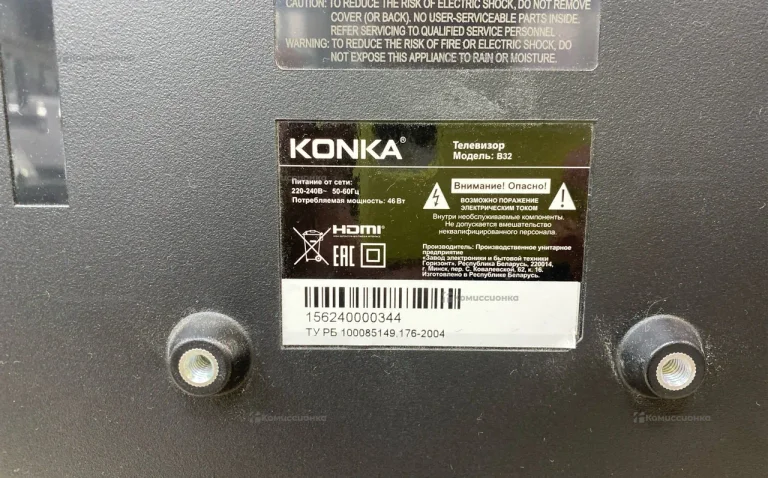 CAUTION: TO REDUCE THE RISK OF ELECTRIC SHOCK, DO NOT REMOVE
COVER (OR BACK). NO USER-SERVICEABLE PARTS INSIDE.
REFER SERVICING TO QUALIFIED SERVICE PERSONNEL.
WARNING: TO REDUCE THE RISK OF FIRE OR ELECTRIC SHOCK, DO
NOT EXPOSE THIS APPLIANCE TO RAIN OR MOISTURE.
KONKA®
Телевизор
Модель: B32
Питание от сети:
220-240В~ 50-60Гц
Потребляемая мощность: 46 Вт
Внимание! Опасно!
ВОЗМОЖНО ПОРАЖЕНИЕ
ЭЛЕКТРИЧЕСКИМ ТОКОМ
Внутри необслуживаемые компоненты.
Не допускается вмешательство
неквалифицированного персонала.
HDMI
EAC
Производитель: Производственное унитарное
предприятие
«Завод электроники и бытовой техники
Горизонт», Республика Беларусь, 220014,
г. Минск, пер. С. Ковалевской, 62, к. 16.
Изготовлено в Республике Беларусь.
156240000344
ТУ РБ 100085149.176-2004
Комиссионка
Комиссионка
Комиссионка